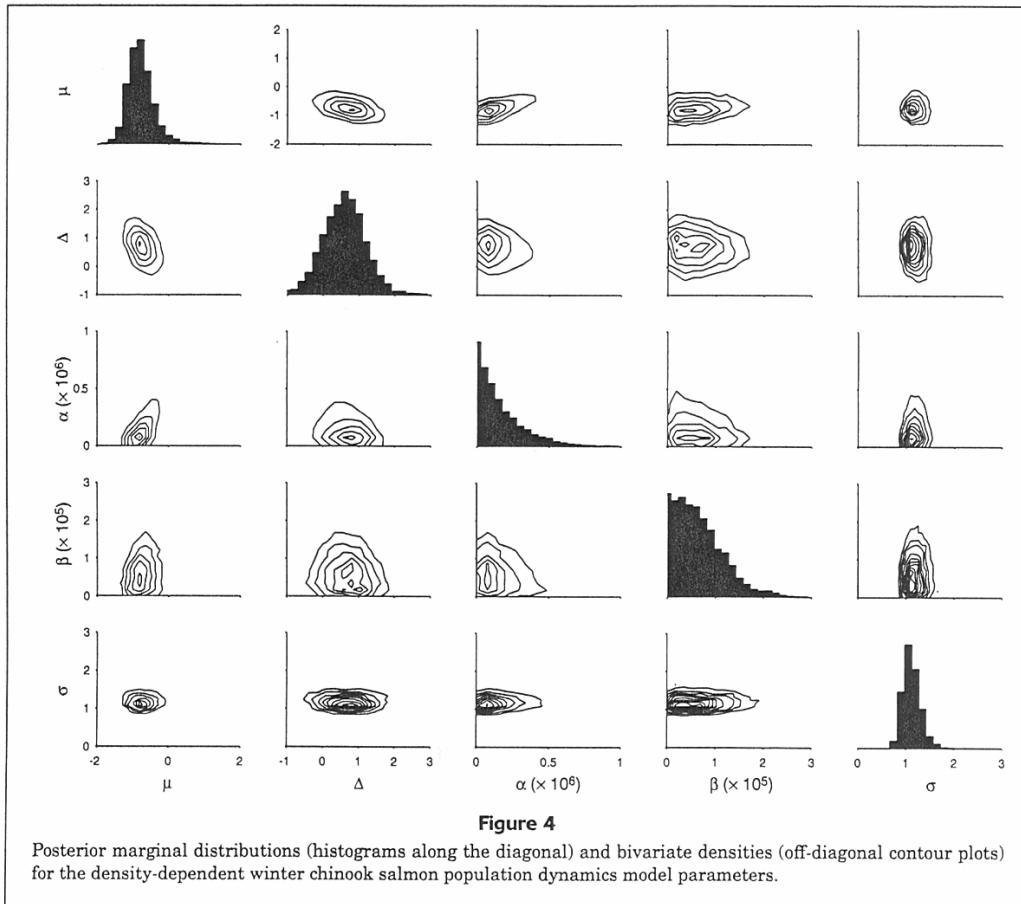 2
1
μ
0
-1
-2
3
2
Δ
1
0
-1
1
α (× 10⁶)
0.5
0
3
2
β (× 10⁵)
1
0
3
2
σ
1
0
-2 0 2
-1 0 1 2 3
0 0.5 1
0 1 2 3
0 1 2 3
μ Δ α (× 10⁶) β (× 10⁵) σ
Figure 4
Posterior marginal distributions (histograms along the diagonal) and bivariate densities (off-diagonal contour plots)
for the density-dependent winter chinook salmon population dynamics model parameters.